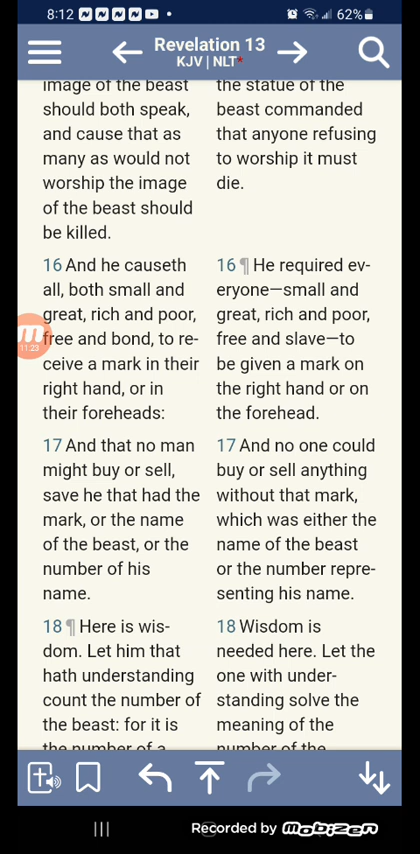 8:12 62%
Revelation 13
KJV | NLT*
image of the beast
should both speak,
and cause that as
many as would not
worship the image
of the beast should
be killed.
16 And he causeth
all, both small and
great, rich and poor,
free and bond, to re-
ceive a mark in their
right hand, or in
their foreheads:
17 And that no man
might buy or sell,
save he that had the
mark, or the name
of the beast, or the
number of his
name.
18 ¶ Here is wis-
dom. Let him that
hath understanding
count the number of
the beast: for it is
the number of a
the statue of the
beast commanded
that anyone refusing
to worship it must
die.
16 ¶ He required ev-
eryone—small and
great, rich and poor,
free and slave—to
be given a mark on
the right hand or on
the forehead.
17 And no one could
buy or sell anything
without that mark,
which was either the
name of the beast
or the number repre-
senting his name.
18 Wisdom is
needed here. Let the
one with under-
standing solve the
meaning of the
number of the
m
11:23
Recorded by mobizen